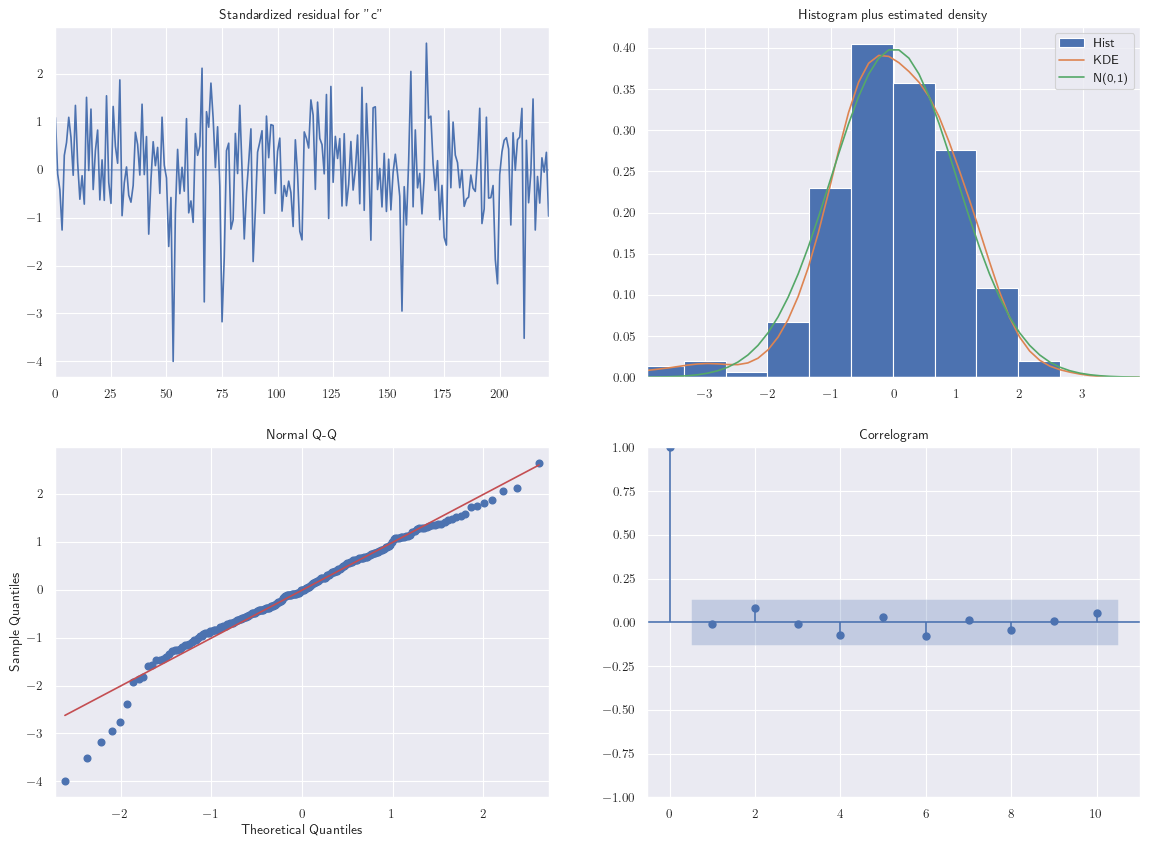 Standardized residual for "c"
2
1
0
−1
−2
−3
−4
0 25 50 75 100 125 150 175 200
Histogram plus estimated density
Hist
KDE
N(0,1)
0.40
0.35
0.30
0.25
0.20
0.15
0.10
0.05
0.00
−3 −2 −1 0 1 2 3
Normal Q-Q
Sample Quantiles
2
1
0
−1
−2
−3
−4
−2 −1 0 1 2
Theoretical Quantiles
Correlogram
1.00
0.75
0.50
0.25
0.00
−0.25
−0.50
−0.75
−1.00
0 2 4 6 8 10